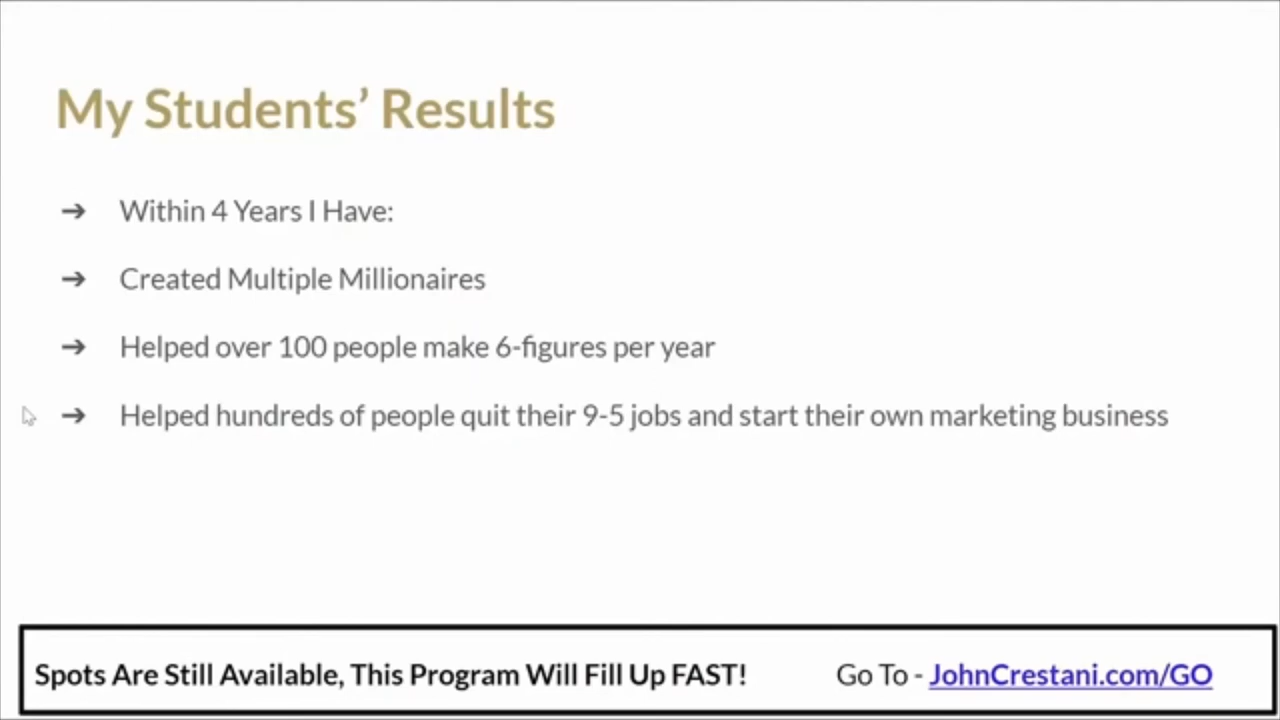 My Students’ Results
➔ Within 4 Years I Have:
➔ Created Multiple Millionaires
➔ Helped over 100 people make 6-figures per year
➔ Helped hundreds of people quit their 9-5 jobs and start their own marketing business
Spots Are Still Available, This Program Will Fill Up FAST! Go To - JohnCrestani.com/GO